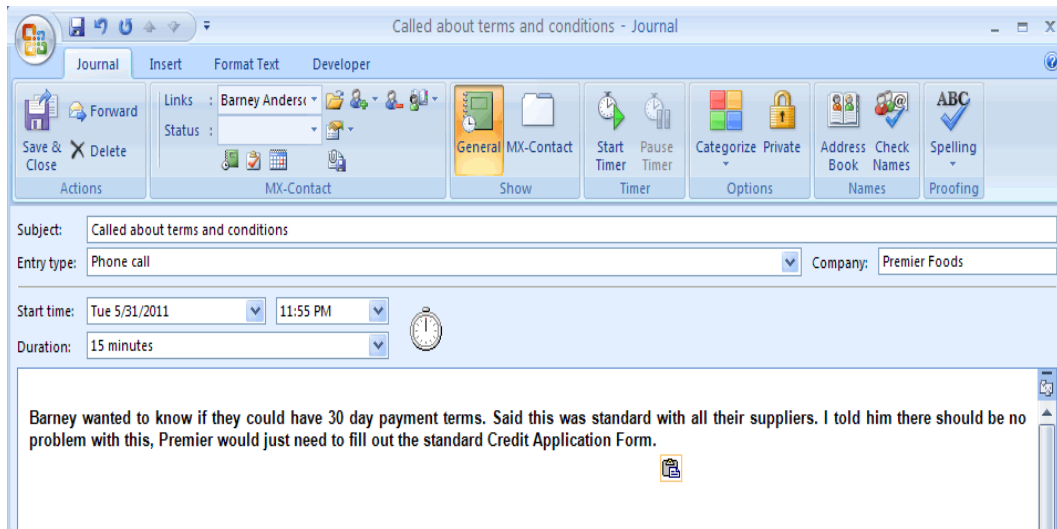 Called about terms and conditions - Journal
Journal Insert Format Text Developer
Save & Close Forward Delete
Links : Barney Anders
Status :
General MX-Contact
Start Timer Pause Timer
Categorize Private
Address Book Check Names
ABC Spelling
Actions MX-Contact Show Timer Options Names Proofing
Subject: Called about terms and conditions
Entry type: Phone call Company: Premier Foods
Start time: Tue 5/31/2011 11:55 PM
Duration: 15 minutes
Barney wanted to know if they could have 30 day payment terms. Said this was standard with all their suppliers. I told him there should be no
problem with this, Premier would just need to fill out the standard Credit Application Form.